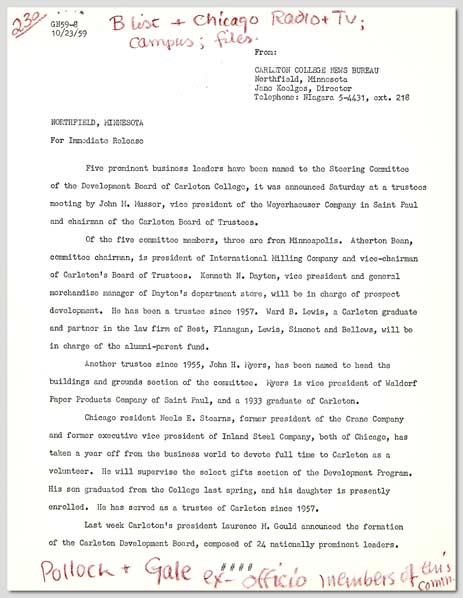 230
B list + Chicago Radio + TV;
campus; files.
GH59-8
10/23/59
From:
CARLETON COLLEGE NEWS BUREAU
Northfield, Minnesota
Jane Keelges, Director
Telephone: NIagara 5-4431, ext. 218
NORTHFIELD, MINNESOTA
For Immediate Release
Five prominent business leaders have been named to the Steering Committee
of the Development Board of Carleton College, it was announced Saturday at a trustees
meeting by John M. Musser, vice president of the Weyerhaeuser Company in Saint Paul
and chairman of the Carleton Board of Trustees.
Of the five committee members, three are from Minneapolis. Atherton Bean,
committee chairman, is president of International Milling Company and vice-chairman
of Carleton's Board of Trustees. Kenneth N. Dayton, vice president and general
merchandise manager of Dayton's department store, will be in charge of prospect
development. He has been a trustee since 1957. Ward B. Lewis, a Carleton graduate
and partner in the law firm of Best, Flanagan, Lewis, Simonet and Bellows, will be
in charge of the alumni-parent fund.
Another trustee since 1955, John H. Myers, has been named to head the
buildings and grounds section of the committee. Myers is vice president of Waldorf
Paper Products Company of Saint Paul, and a 1933 graduate of Carleton.
Chicago resident Neele E. Stearns, former president of the Crane Company
and former executive vice president of Inland Steel Company, both of Chicago, has
taken a year off from the business world to devote full time to Carleton as a
volunteer. He will supervise the select gifts section of the Development Program.
His son graduated from the College last spring, and his daughter is presently
enrolled. He has served as a trustee of Carleton since 1957.
Last week Carleton's president Laurence M. Gould announced the formation
of the Carleton Development Board, composed of 24 nationally prominent leaders.
####
Pollock + Gale ex-officio members of this
comm.